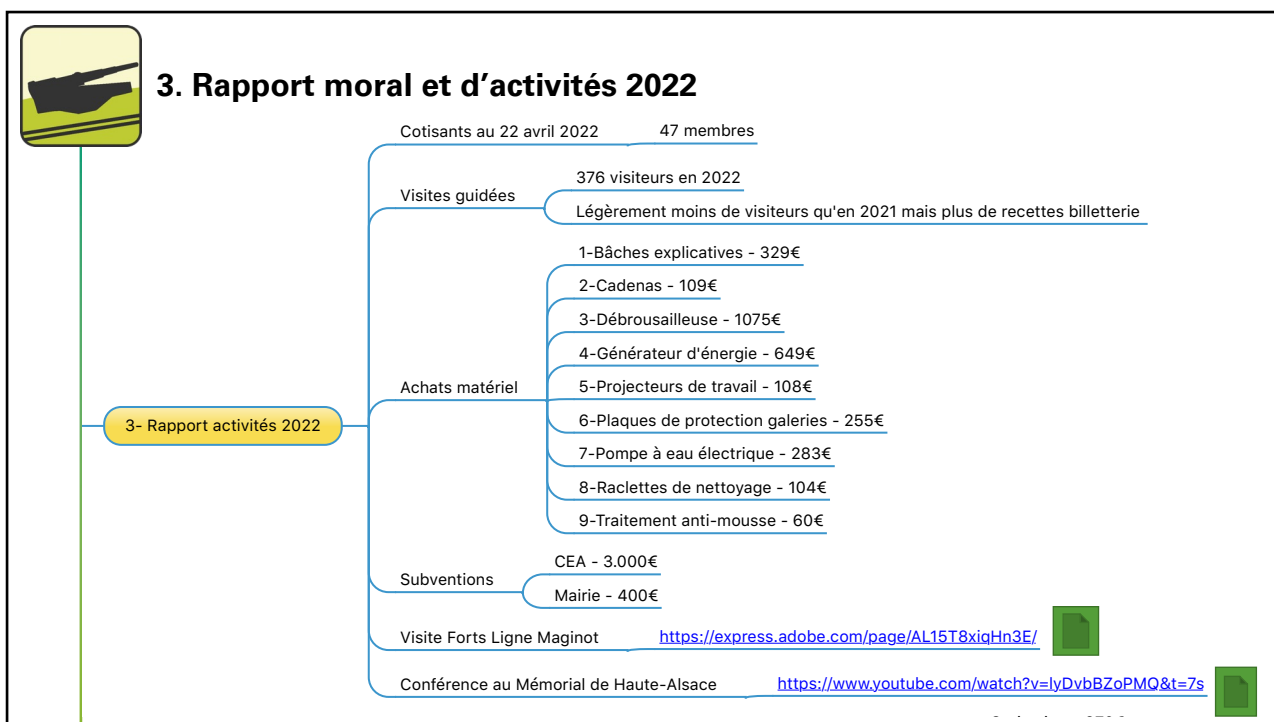 3. Rapport moral et d’activités 2022
Cotisants au 22 avril 2022
47 membres
Visites guidées
376 visiteurs en 2022
Légèrement moins de visiteurs qu'en 2021 mais plus de recettes billetterie
Achats matériel
1-Bâches explicatives - 329€
2-Cadenas - 109€
3-Débrousailleuse - 1075€
4-Générateur d'énergie - 649€
5-Projecteurs de travail - 108€
6-Plaques de protection galeries - 255€
7-Pompe à eau électrique - 283€
8-Raclettes de nettoyage - 104€
9-Traitement anti-mousse - 60€
3- Rapport activités 2022
Subventions
CEA - 3.000€
Mairie - 400€
Visite Forts Ligne Maginot
https://express.adobe.com/page/AL15T8xiqHn3E/
Conférence au Mémorial de Haute-Alsace
https://www.youtube.com/watch?v=lyDvbBZoPMQ&t=7s